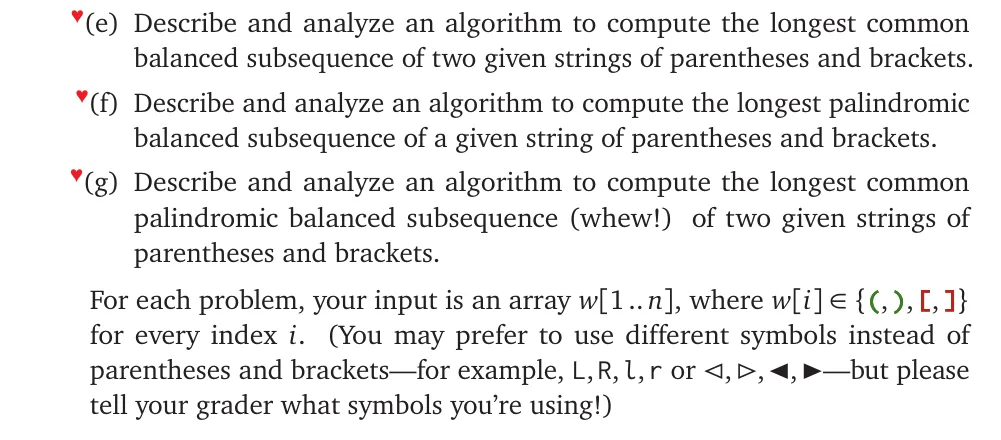 ♥(e) Describe and analyze an algorithm to compute the longest common
balanced subsequence of two given strings of parentheses and brackets.
♥(f) Describe and analyze an algorithm to compute the longest palindromic
balanced subsequence of a given string of parentheses and brackets.
♥(g) Describe and analyze an algorithm to compute the longest common
palindromic balanced subsequence (whew!) of two given strings of
parentheses and brackets.
For each problem, your input is an array w[1..n], where w[i] ∈ {(, ), [, ]}
for every index i. (You may prefer to use different symbols instead of
parentheses and brackets—for example, L, R, l, r or ◁, ▷, ◀, ▶—but please
tell your grader what symbols you're using!)